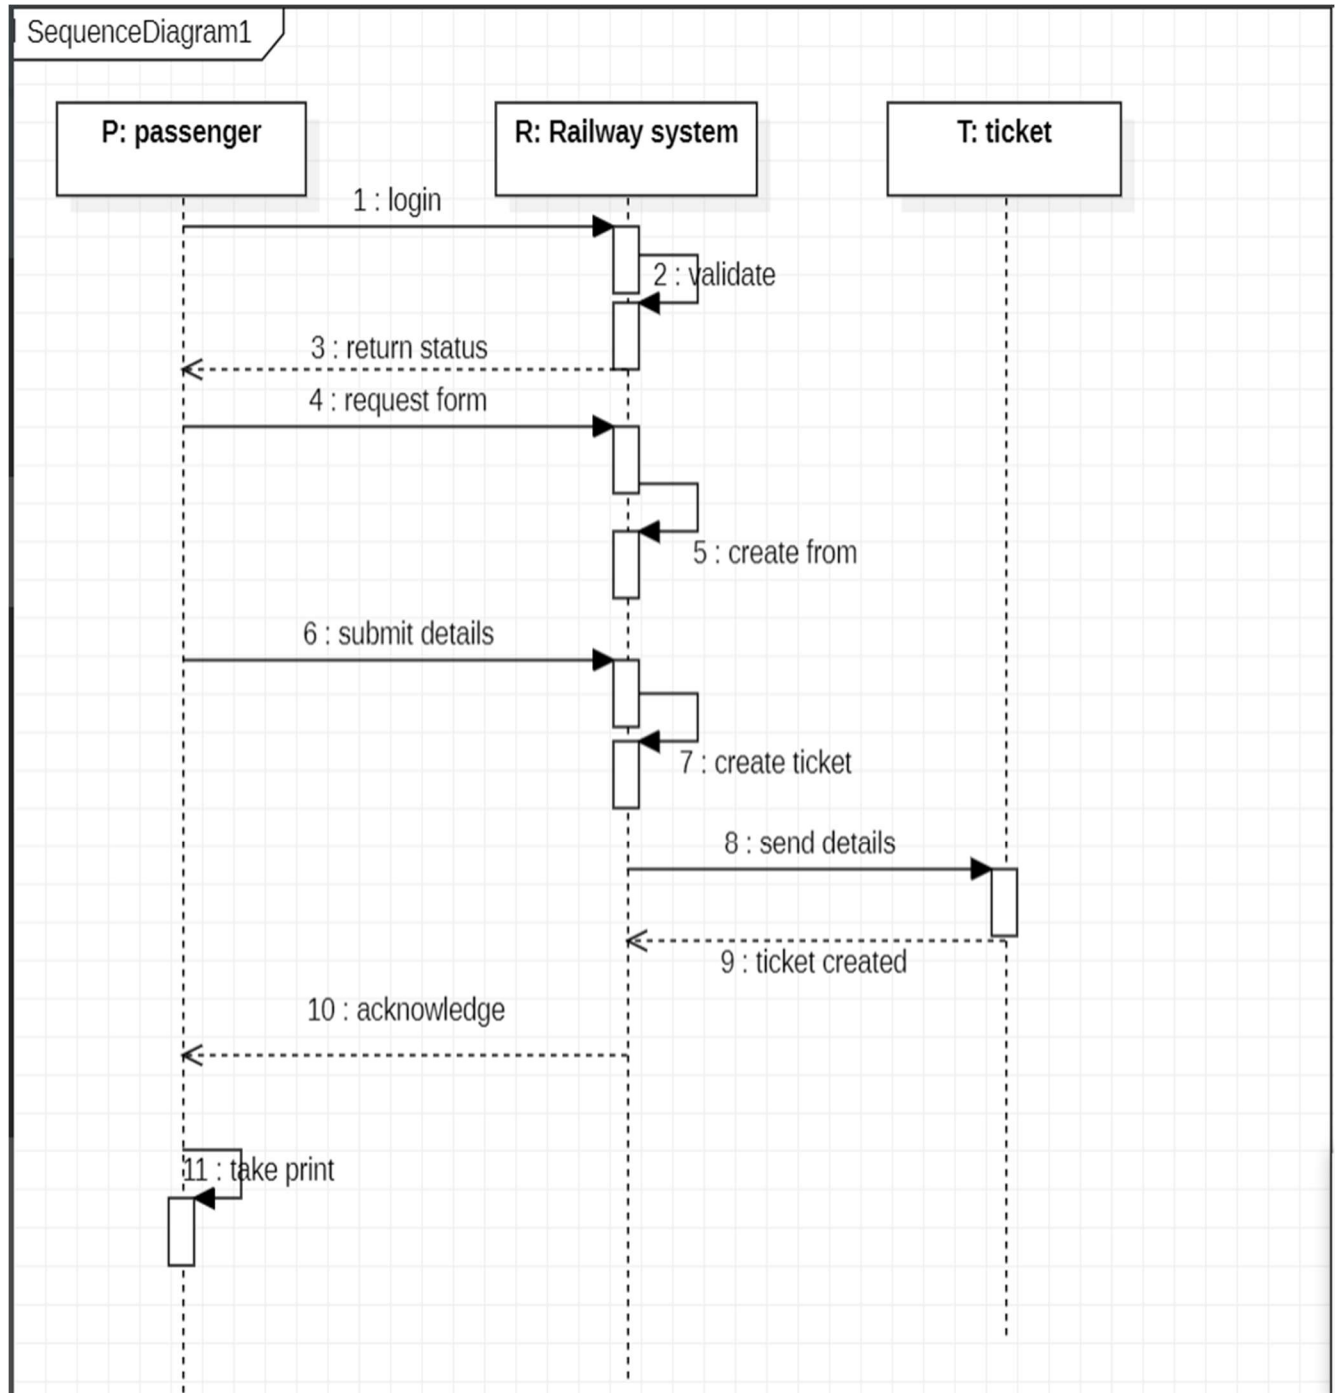 SequenceDiagram1
P: passenger
R: Railway system
T: ticket
1 : login
2 : validate
3 : return status
4 : request form
5 : create from
6 : submit details
7 : create ticket
8 : send details
9 : ticket created
10 : acknowledge
11 : take print